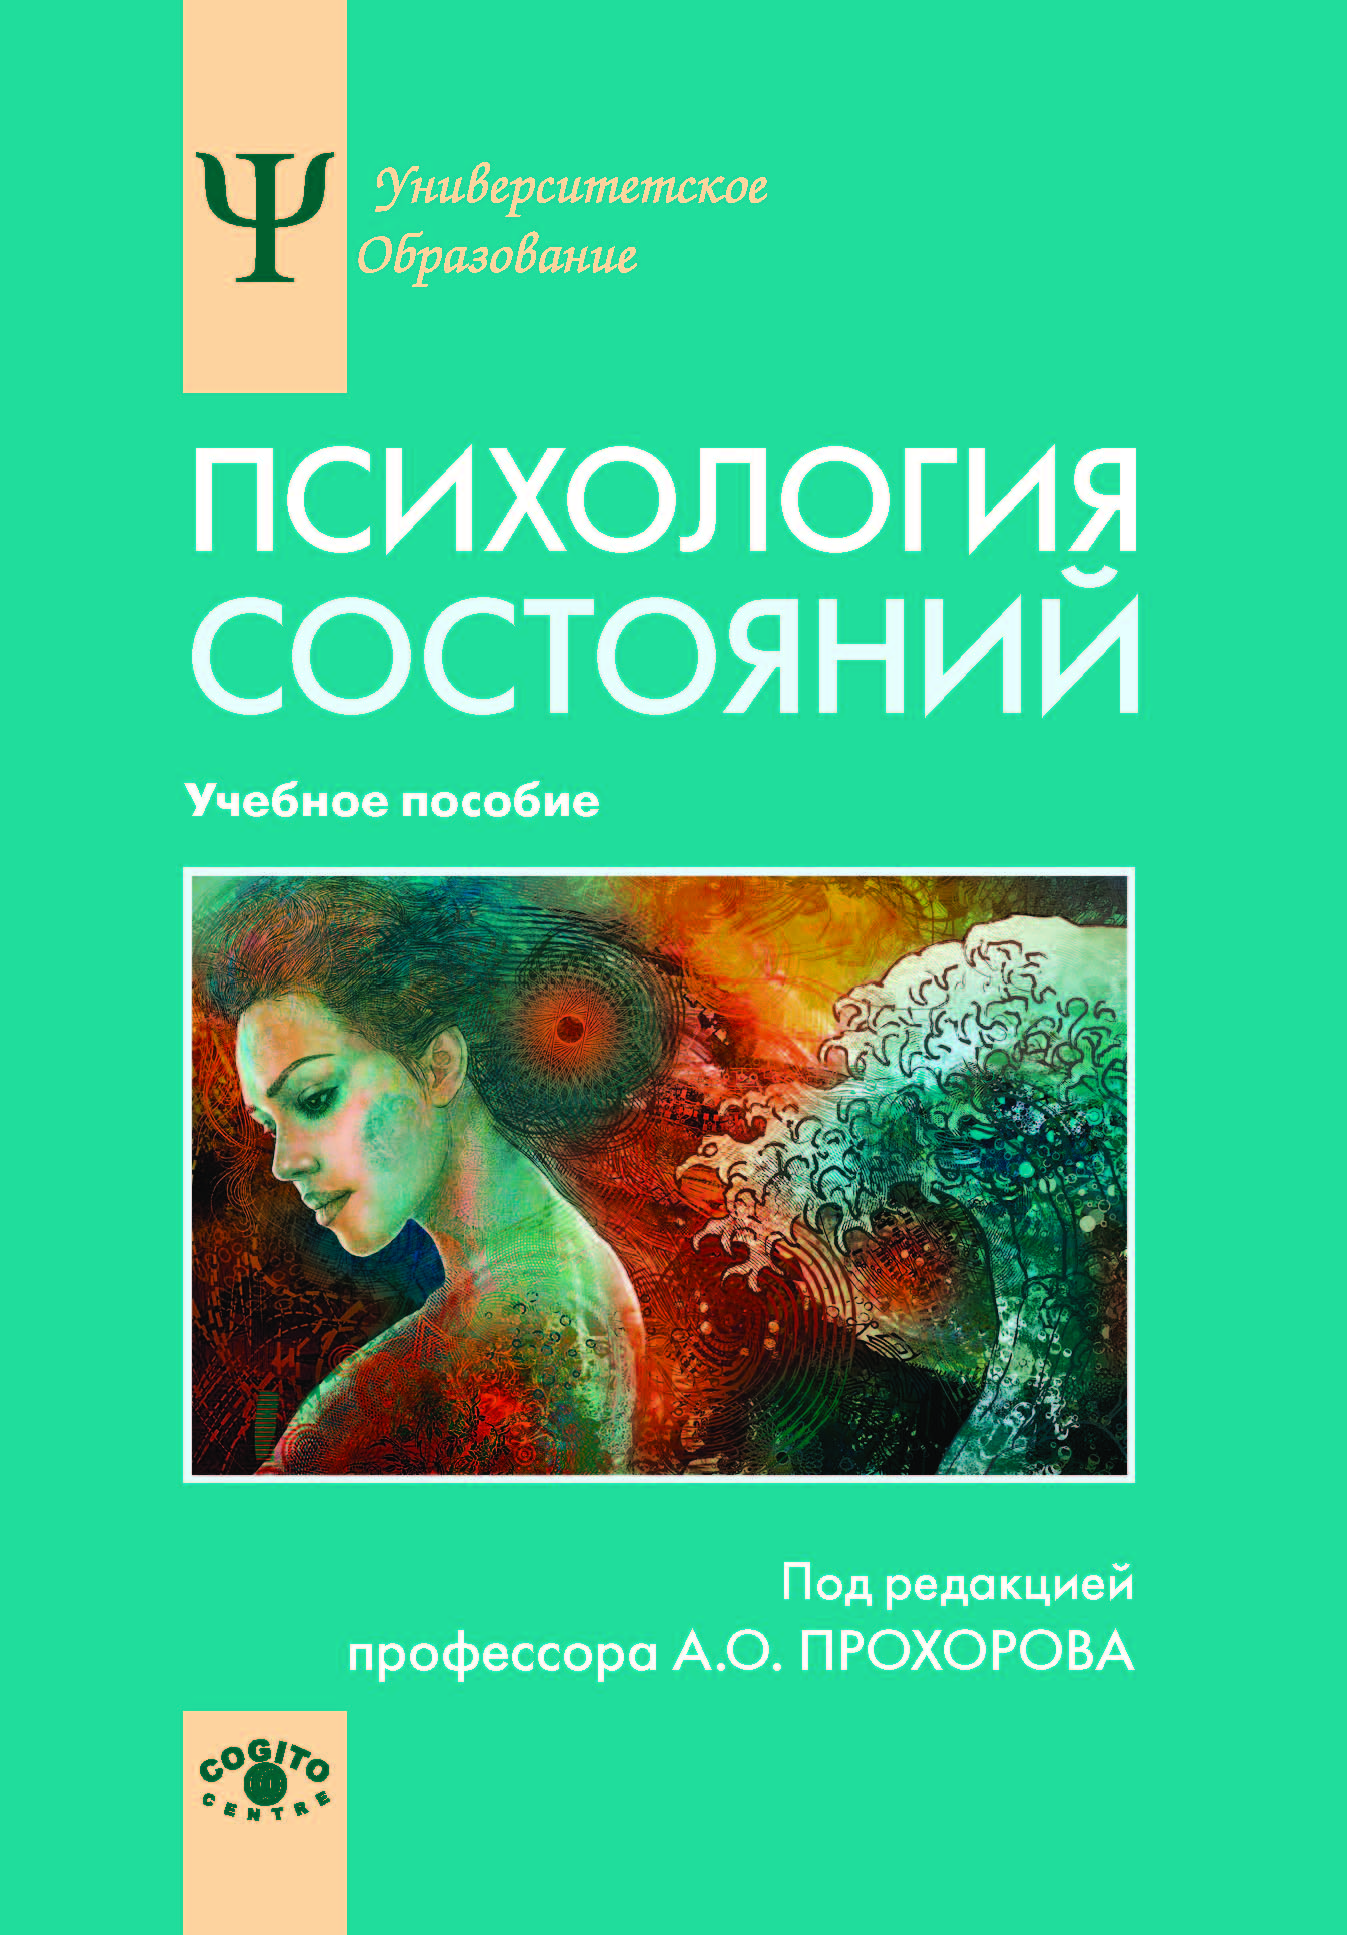 Ψ
Университетское
Образование
ПСИХОЛОГИЯ
СОСТОЯНИЙ
Учебное пособие
Под редакцией
профессора А.О. ПРОХОРОВА
COGITO
CENTRE